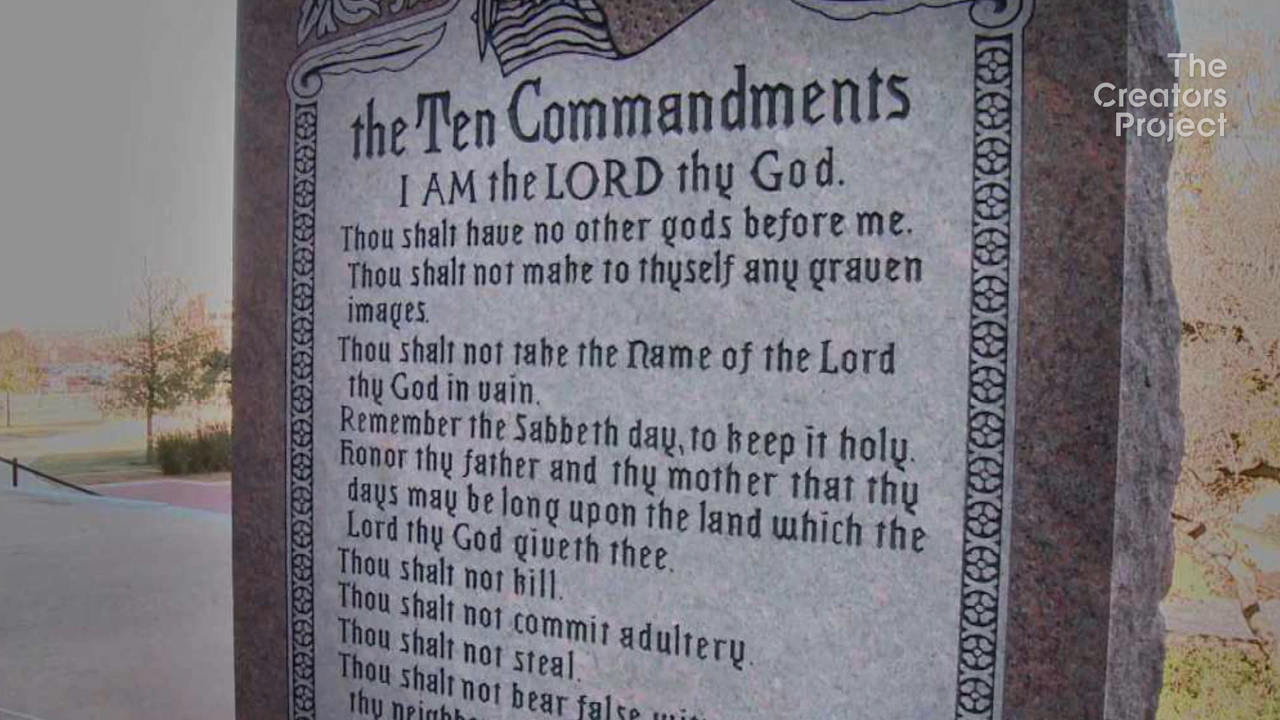 The
Creators
Project
the Ten Commandments
I AM the LORD thy God.
Thou shalt have no other gods before me.
Thou shalt not make to thyself any graven
images.
Thou shalt not take the Name of the Lord
thy God in vain.
Remember the Sabbeth day, to keep it holy.
Honor thy father and thy mother that thy
days may be long upon the land which the
Lord thy God giveth thee.
Thou shalt not kill.
Thou shalt not commit adultery.
Thou shalt not steal.
Thou shalt not bear false
thy